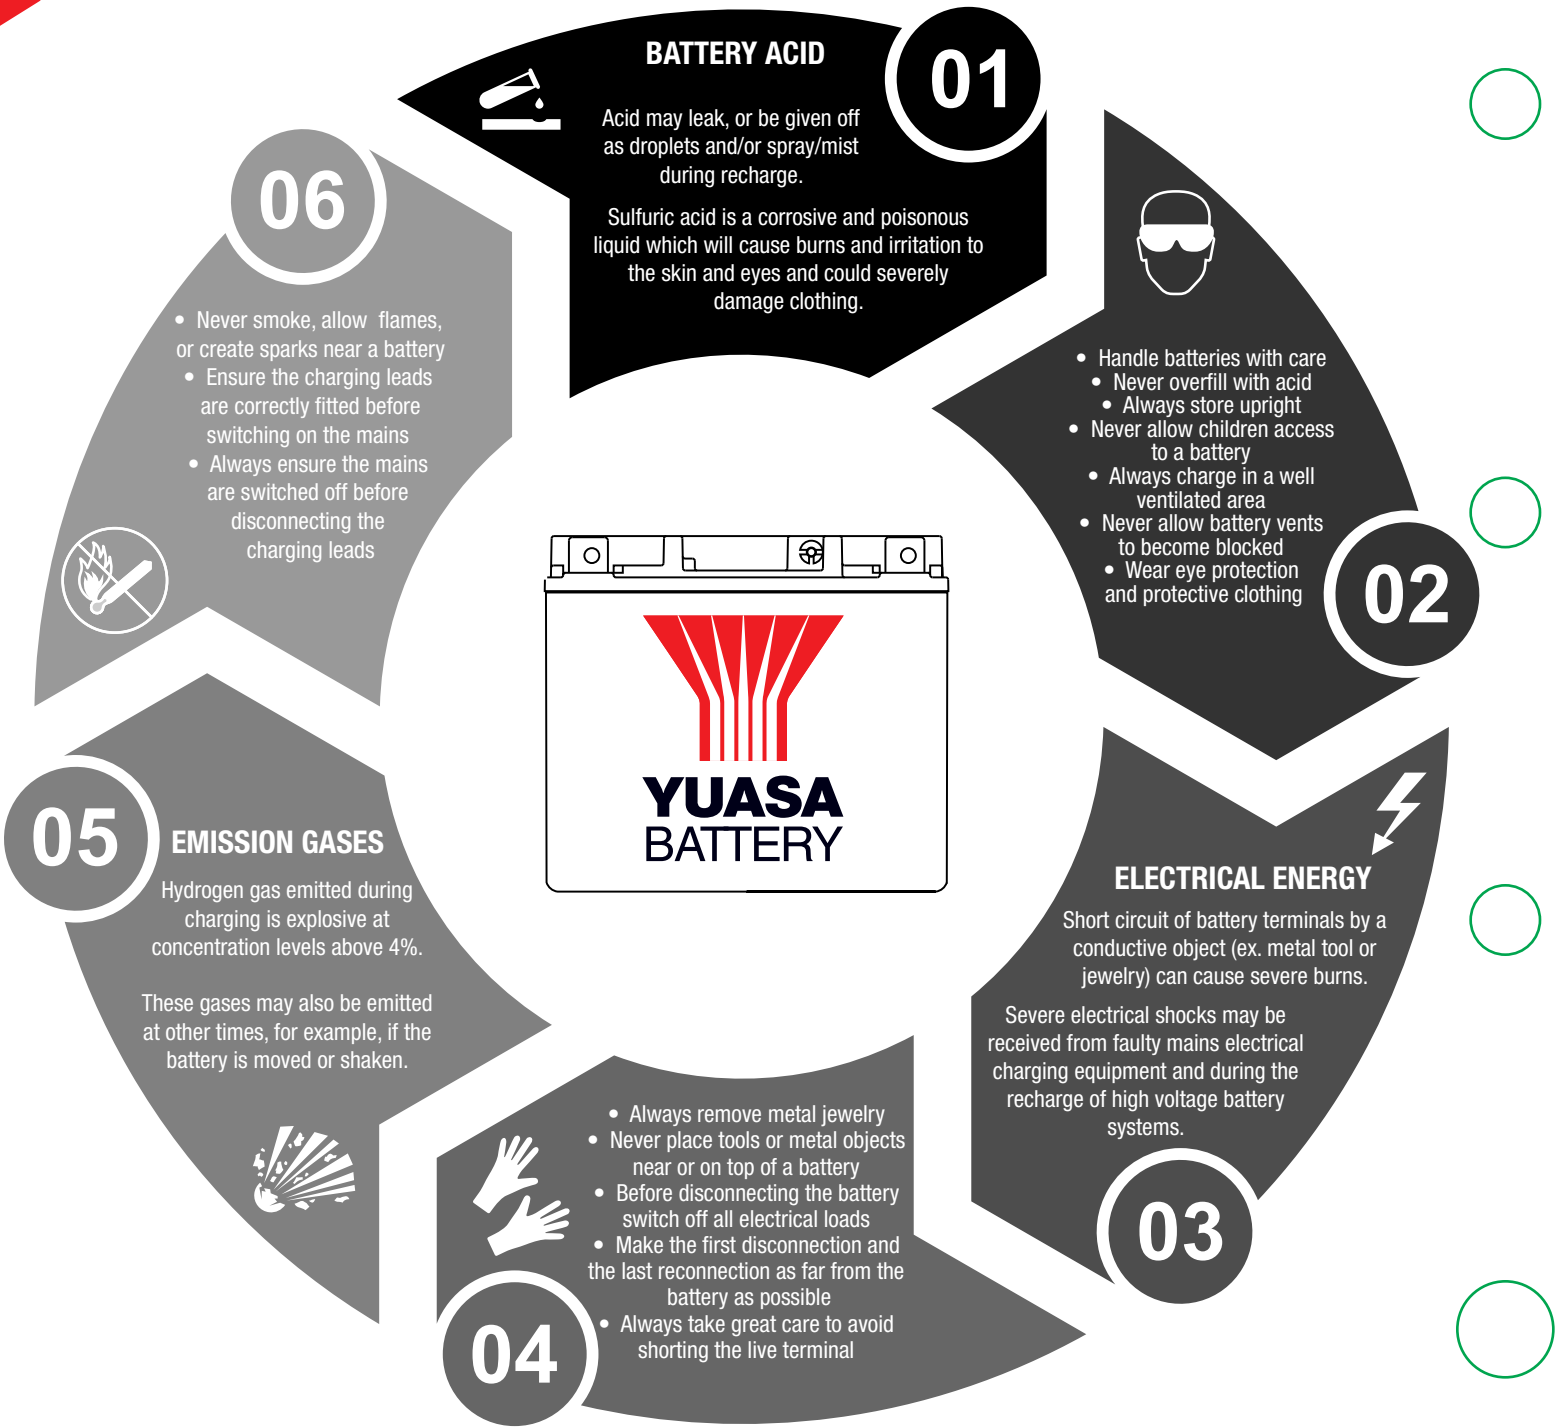 01
BATTERY ACID
Acid may leak, or be given off
as droplets and/or spray/mist
during recharge.
Sulfuric acid is a corrosive and poisonous
liquid which will cause burns and irritation to
the skin and eyes and could severely
damage clothing.
02
• Handle batteries with care
• Never overfill with acid
• Always store upright
• Never allow children access
to a battery
• Always charge in a well
ventilated area
• Never allow battery vents
to become blocked
• Wear eye protection
and protective clothing
03
ELECTRICAL ENERGY
Short circuit of battery terminals by a
conductive object (ex. metal tool or
jewelry) can cause severe burns.
Severe electrical shocks may be
received from faulty mains electrical
charging equipment and during the
recharge of high voltage battery
systems.
04
• Always remove metal jewelry
• Never place tools or metal objects
near or on top of a battery
• Before disconnecting the battery
switch off all electrical loads
• Make the first disconnection and
the last reconnection as far from the
battery as possible
• Always take great care to avoid
shorting the live terminal
05
EMISSION GASES
Hydrogen gas emitted during
charging is explosive at
concentration levels above 4%.
These gases may also be emitted
at other times, for example, if the
battery is moved or shaken.
06
• Never smoke, allow flames,
or create sparks near a battery
• Ensure the charging leads
are correctly fitted before
switching on the mains
• Always ensure the mains
are switched off before
disconnecting the
charging leads
YUASA
BATTERY